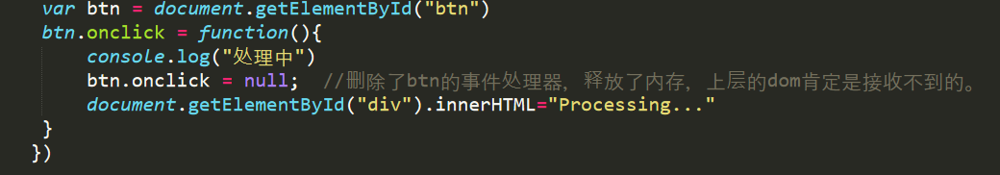 var btn = document.getElementById("btn")
btn.onclick = function(){
console.log("处理中")
btn.onclick = null; //删除了btn的事件处理器，释放了内存，上层的dom肯定是接收不到的。
document.getElementById("div").innerHTML="Processing..."
}
})